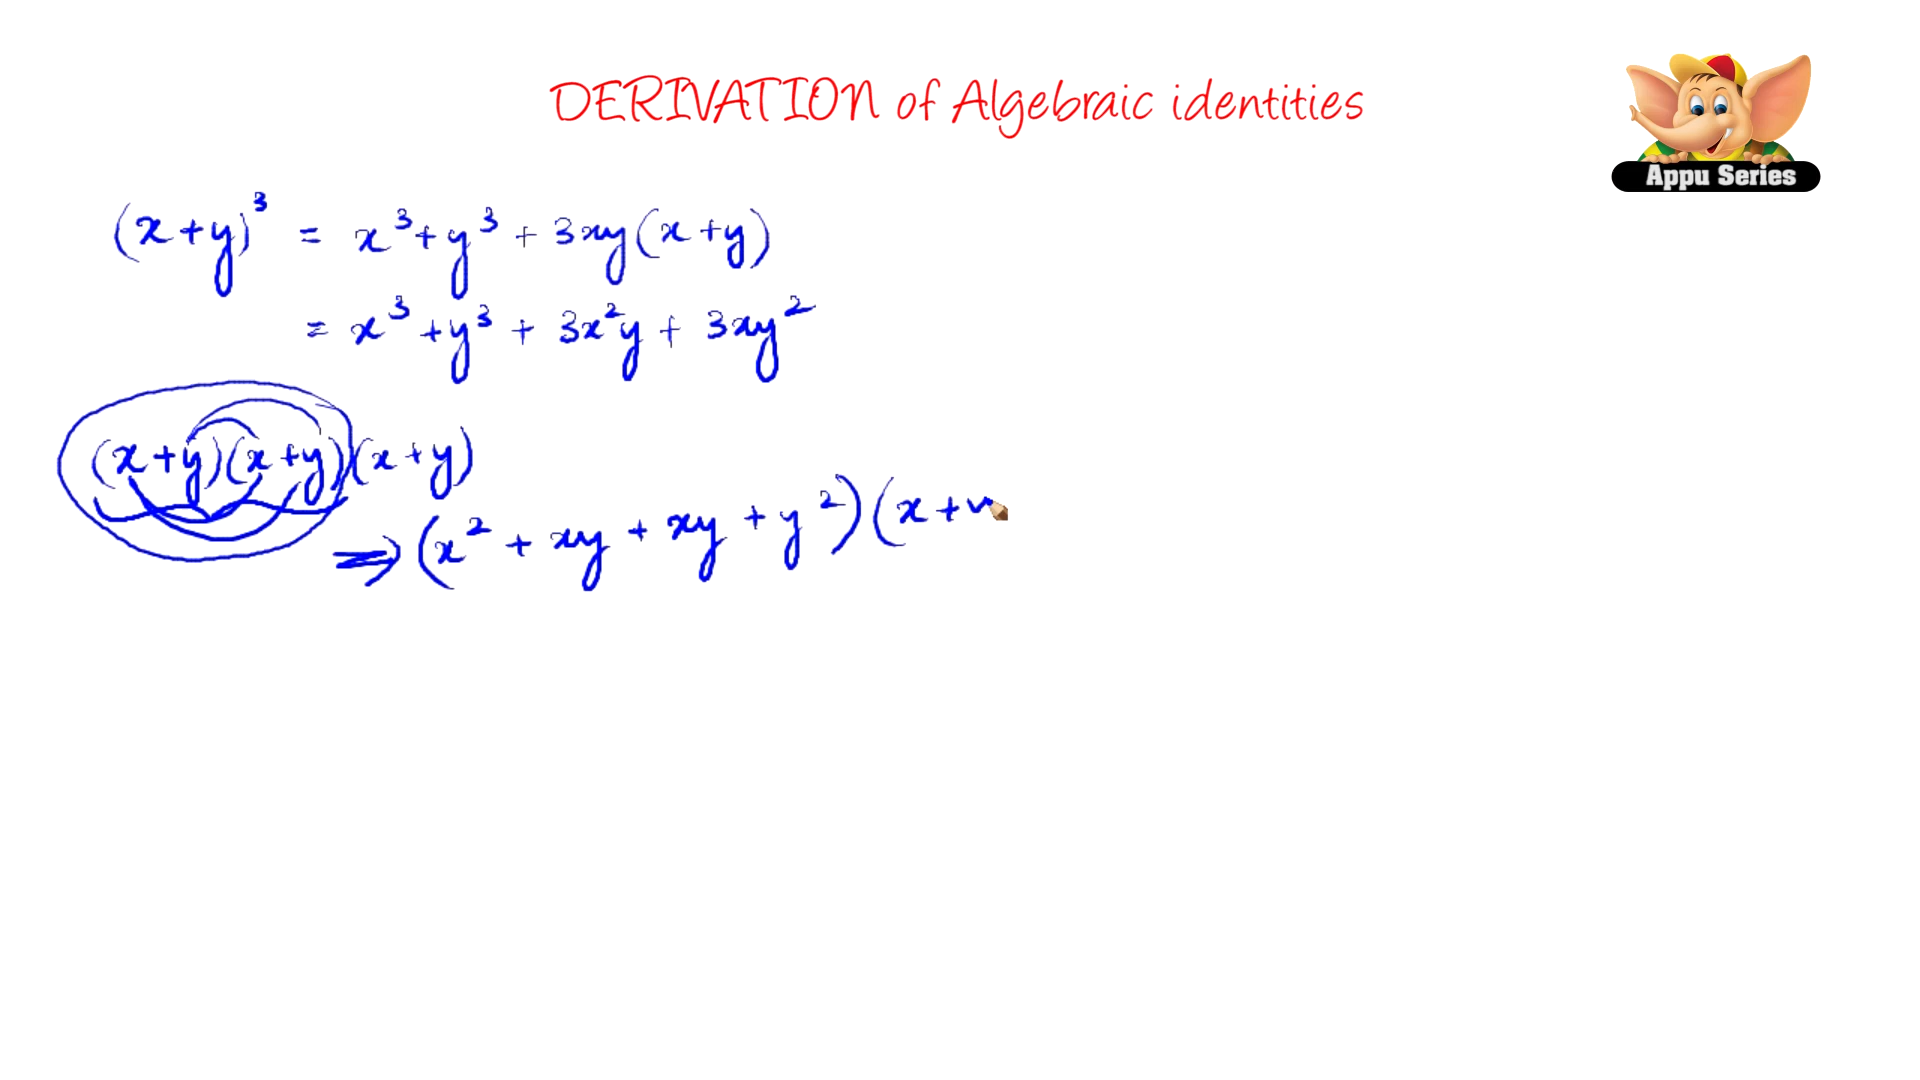 DERIVATION of Algebraic identities
Appu Series
(x+y)³ = x³+y³ + 3xy(x+y)
= x³ + y³ + 3x²y + 3xy²
(x+y)(x+y)(x+y)
⇒ (x² + xy + xy + y²)(x+